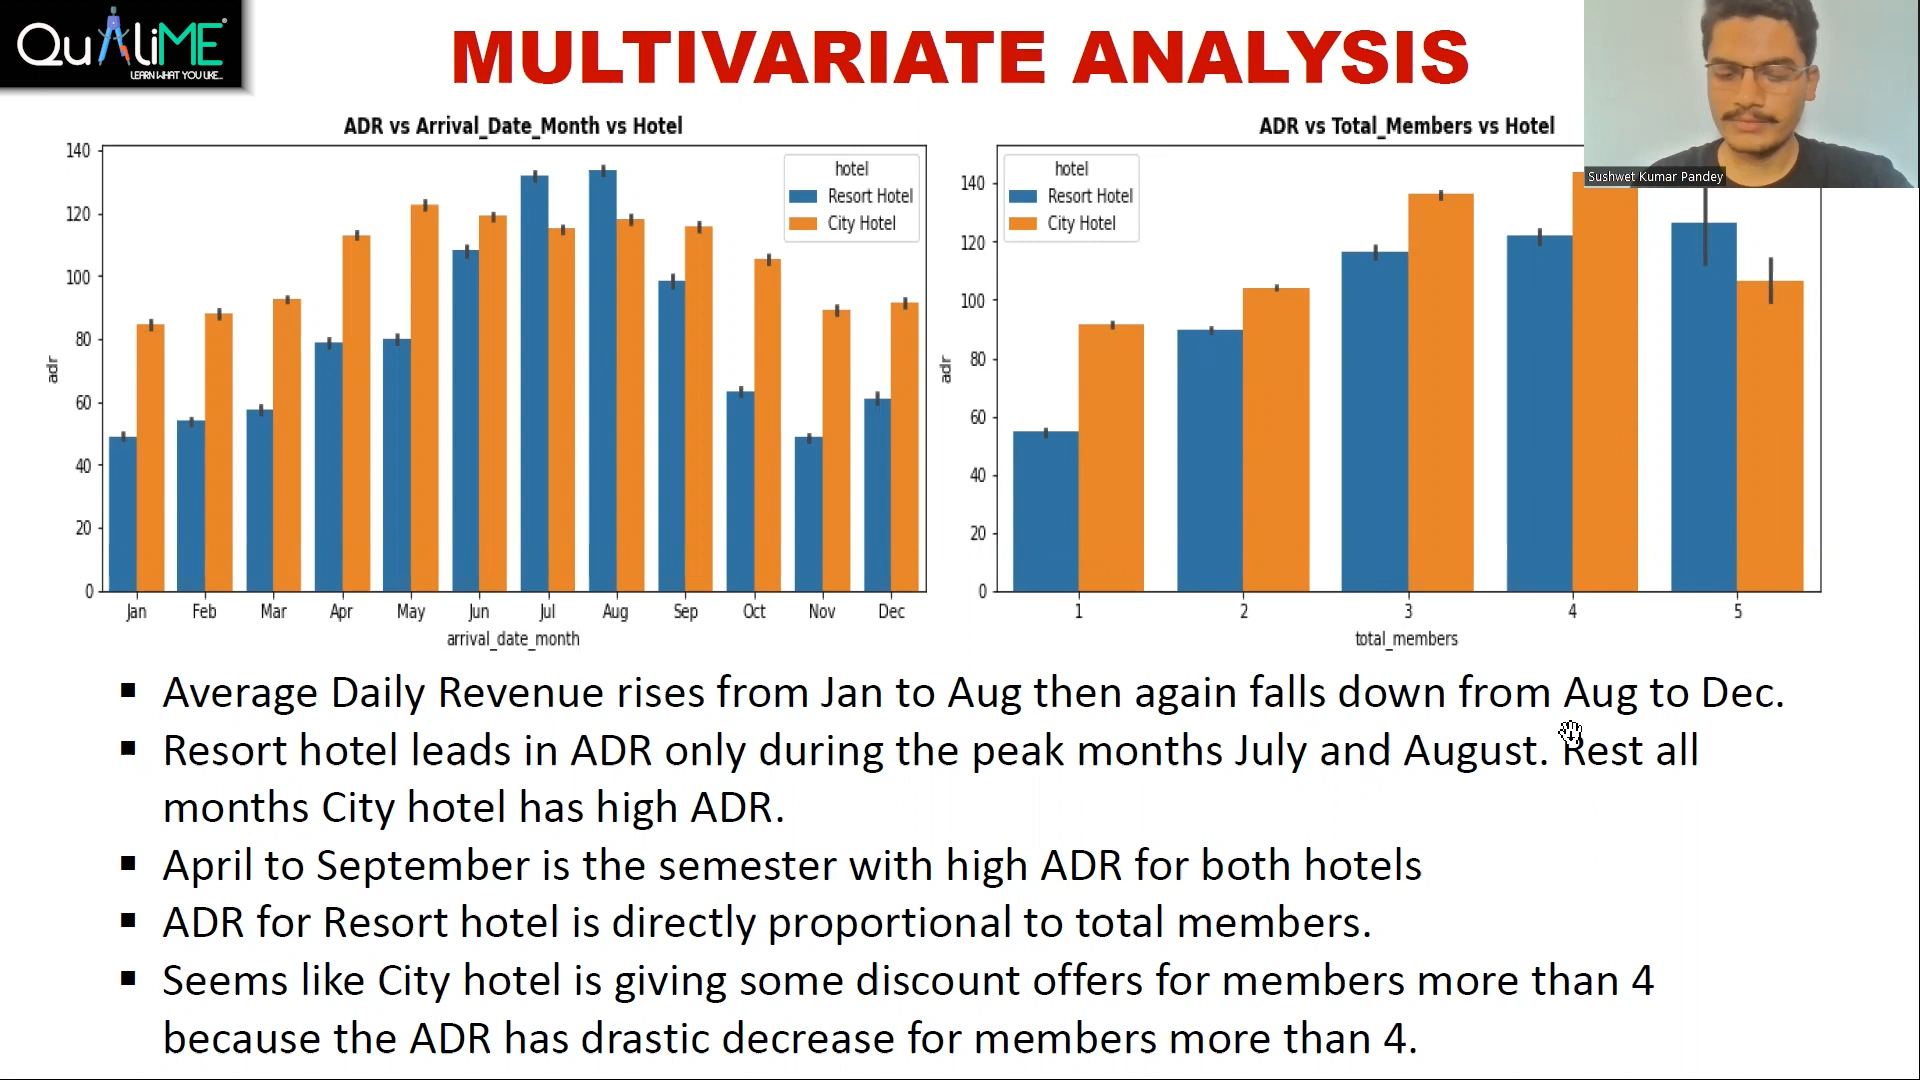 QuAliME
LEARN WHAT YOU LIKE...
MULTIVARIATE ANALYSIS
Sushwet Kumar Pandey
ADR vs Arrival_Date_Month vs Hotel
140
120
100
80
60
40
20
0
adr
hotel
Resort Hotel
City Hotel
Jan Feb Mar Apr May Jun Jul Aug Sep Oct Nov Dec
arrival_date_month
ADR vs Total_Members vs Hotel
140
120
100
80
60
40
20
0
adr
hotel
Resort Hotel
City Hotel
1 2 3 4 5
total_members
▪ Average Daily Revenue rises from Jan to Aug then again falls down from Aug to Dec.
▪ Resort hotel leads in ADR only during the peak months July and August. Rest all
months City hotel has high ADR.
▪ April to September is the semester with high ADR for both hotels
▪ ADR for Resort hotel is directly proportional to total members.
▪ Seems like City hotel is giving some discount offers for members more than 4
because the ADR has drastic decrease for members more than 4.